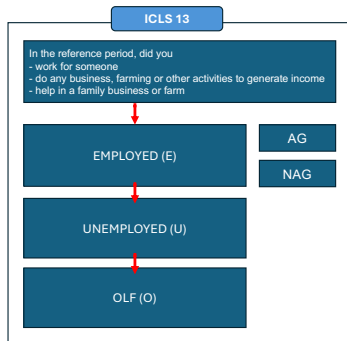 ICLS 13
In the reference period, did you
- work for someone
- do any business, farming or other activities to generate income
- help in a family business or farm
EMPLOYED (E)
AG
NAG
UNEMPLOYED (U)
OLF (O)